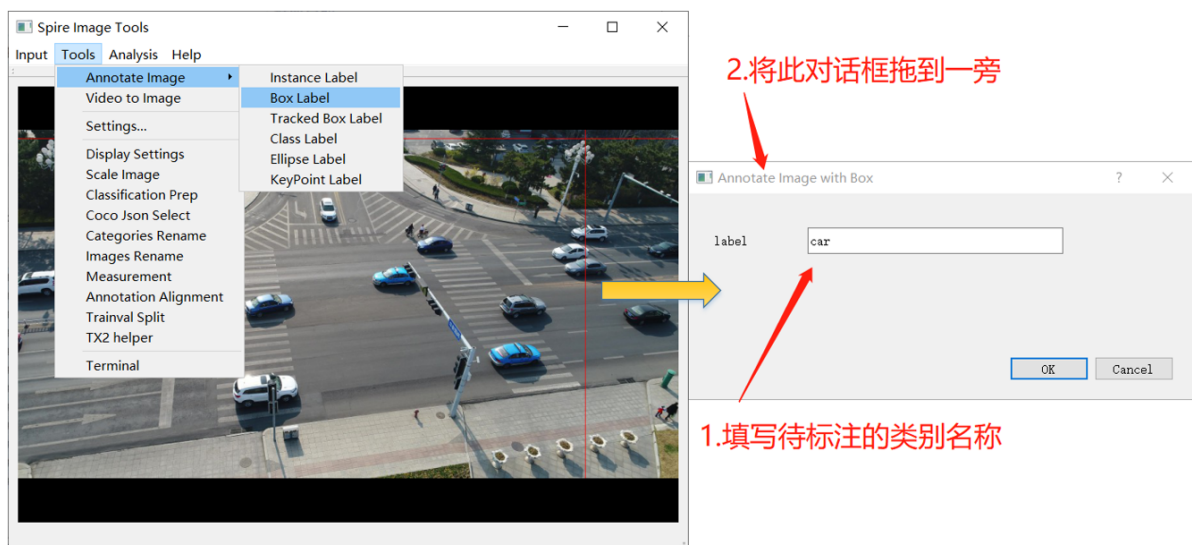 Spire Image Tools
Input Tools Analysis Help
Annotate Image
Video to Image
Settings...
Display Settings
Scale Image
Classification Prep
Coco Json Select
Categories Rename
Images Rename
Measurement
Annotation Alignment
Trainval Split
TX2 helper
Terminal
Instance Label
Box Label
Tracked Box Label
Class Label
Ellipse Label
KeyPoint Label
2.将此对话框拖到一旁
Annotate Image with Box
label
car
OK Cancel
1.填写待标注的类别名称